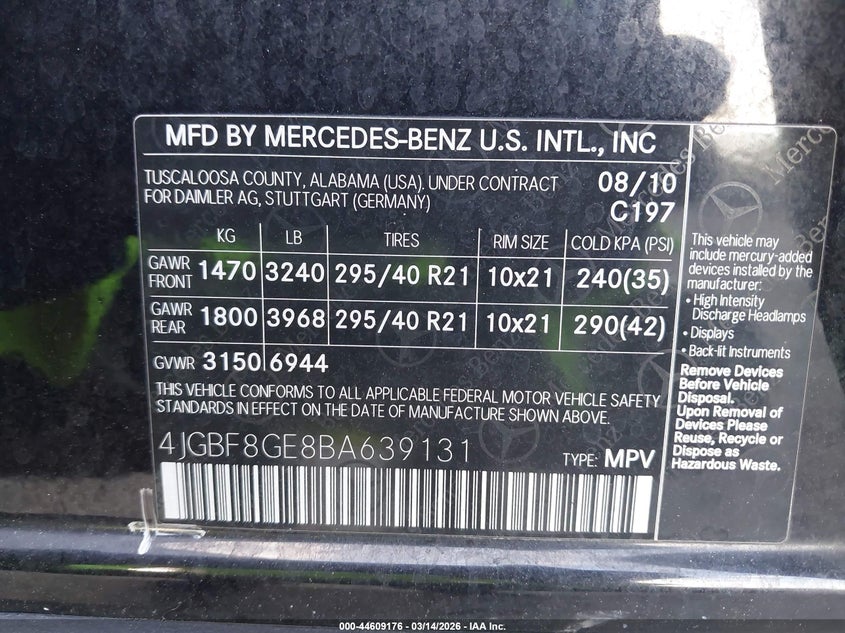 MFD BY MERCEDES-BENZ U.S. INTL., INC
TUSCALOOSA COUNTY, ALABAMA (USA). UNDER CONTRACT
FOR DAIMLER AG, STUTTGART (GERMANY)
08/10
C197
KG LB TIRES RIM SIZE COLD KPA (PSI)
GAWR FRONT 1470 3240 295/40 R21 10x21 240(35)
GAWR REAR 1800 3968 295/40 R21 10x21 290(42)
GVWR 3150 6944
THIS VEHICLE CONFORMS TO ALL APPLICABLE FEDERAL MOTOR VEHICLE SAFETY
STANDARDS IN EFFECT ON THE DATE OF MANUFACTURE SHOWN ABOVE.
4JGBF8GE8BA639131
TYPE: MPV
This vehicle may
include mercury-added
devices installed by the
manufacturer:
• High Intensity
Discharge Headlamps
• Displays
• Back-lit Instruments
Remove Devices
Before Vehicle
Disposal.
Upon Removal of
Devices Please
Reuse, Recycle or
Dispose as
Hazardous Waste.
Mercedes Benz
000-44609176 - 03/14/2026 - IAA Inc.